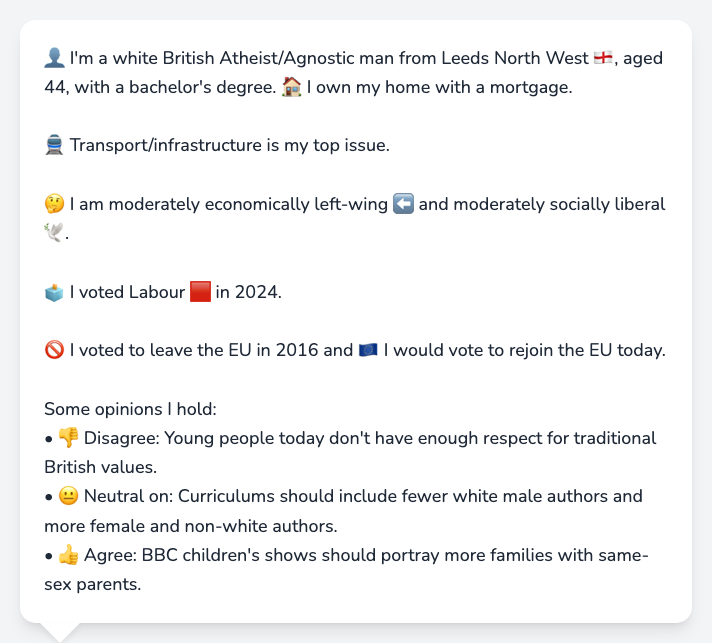 👤 I'm a white British Atheist/Agnostic man from Leeds North West 🏴󠁧󠁢󠁥󠁮󠁧󠁿, aged
44, with a bachelor's degree. 🏠 I own my home with a mortgage.
🚆 Transport/infrastructure is my top issue.
🤔 I am moderately economically left-wing ⬅️ and moderately socially liberal
🕊️.
🗳️ I voted Labour 🟥 in 2024.
🚫 I voted to leave the EU in 2016 and 🇪🇺 I would vote to rejoin the EU today.
Some opinions I hold:
• 👎 Disagree: Young people today don't have enough respect for traditional
British values.
• 😐 Neutral on: Curriculums should include fewer white male authors and
more female and non-white authors.
• 👍 Agree: BBC children's shows should portray more families with same-
sex parents.